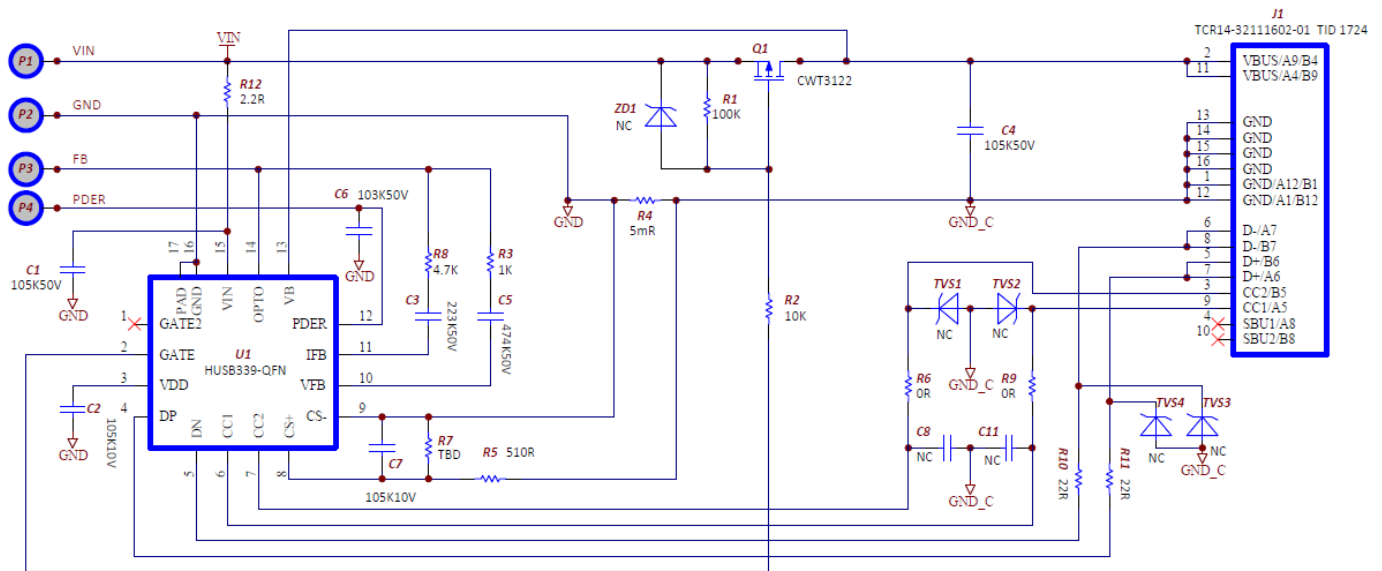 J1
TCR14-32111602-01 TID 1724
P1 VIN
VIN
Q1
CWT3122
2 VBUS/A9/B4
11 VBUS/A4/B9
R12
2.2R
P2 GND
ZD1
NC
R1
100K
C4
105K50V
13 GND
14 GND
15 GND
16 GND
1 GND/A12/B1
12 GND/A1/B12
P3 FB
P4 PDER
C6 103K50V
GND
GND
R4
5mR
GND_C
6 D-/A7
8 D-/B7
5 D+/B6
7 D+/A6
3 CC2/B5
9 CC1/A5
4 SBU1/A8
10 SBU2/B8
C1
105K50V
GND
17 16 15 14 13
PAD GND VIN OPTO VB
R8
4.7K
R3
1K
C3
223K50V
C5
474K50V
R2
10K
TVS1
NC
TVS2
NC
GND_C
1 GATE2
2 GATE
3 VDD
4 DP
U1
HUSB339-QFN
PDER 12
IFB 11
VFB 10
CS- 9
DN CC1 CC2 CS+
5 6 7 8
C2
105K10V
GND
C7
105K10V
R7
TBD
R5 510R
R6
0R
R9
0R
C8
NC
C11
NC
GND_C
TVS4
NC
TVS3
NC
GND_C
R10
22R
R11
22R